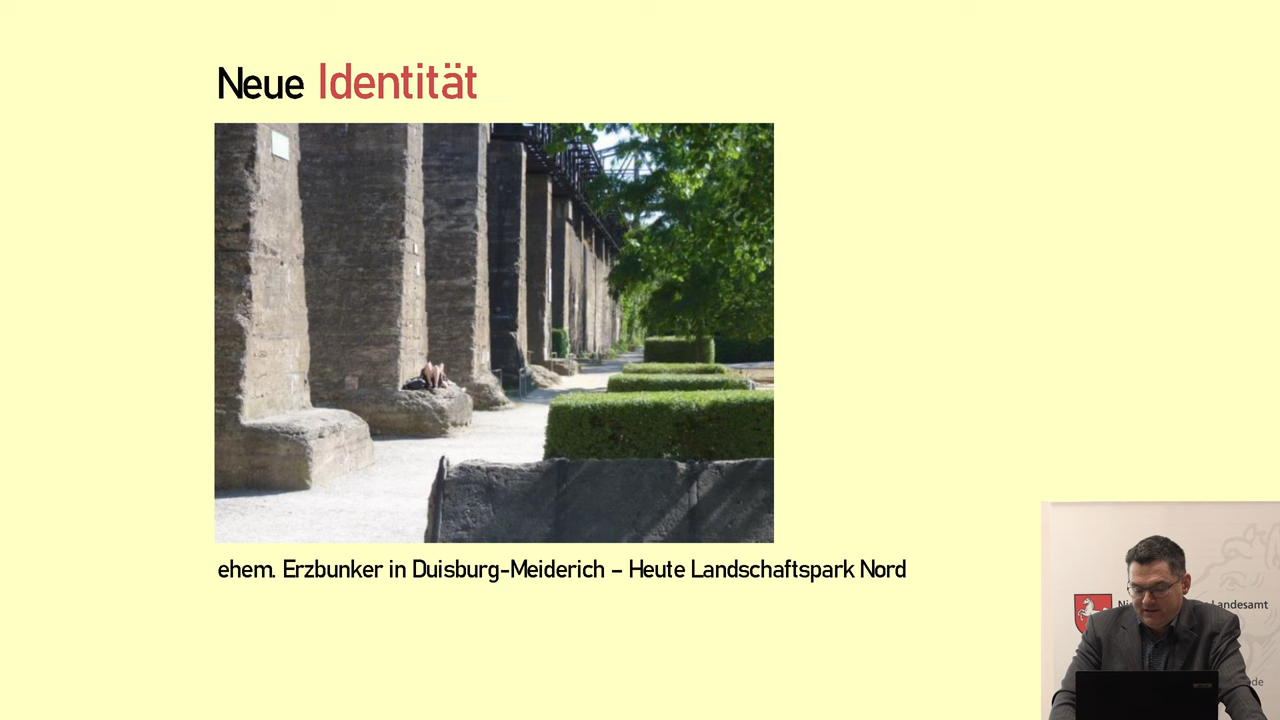 Neue Identität
ehem. Erzbunker in Duisburg-Meiderich – Heute Landschaftspark Nord
Landesamt